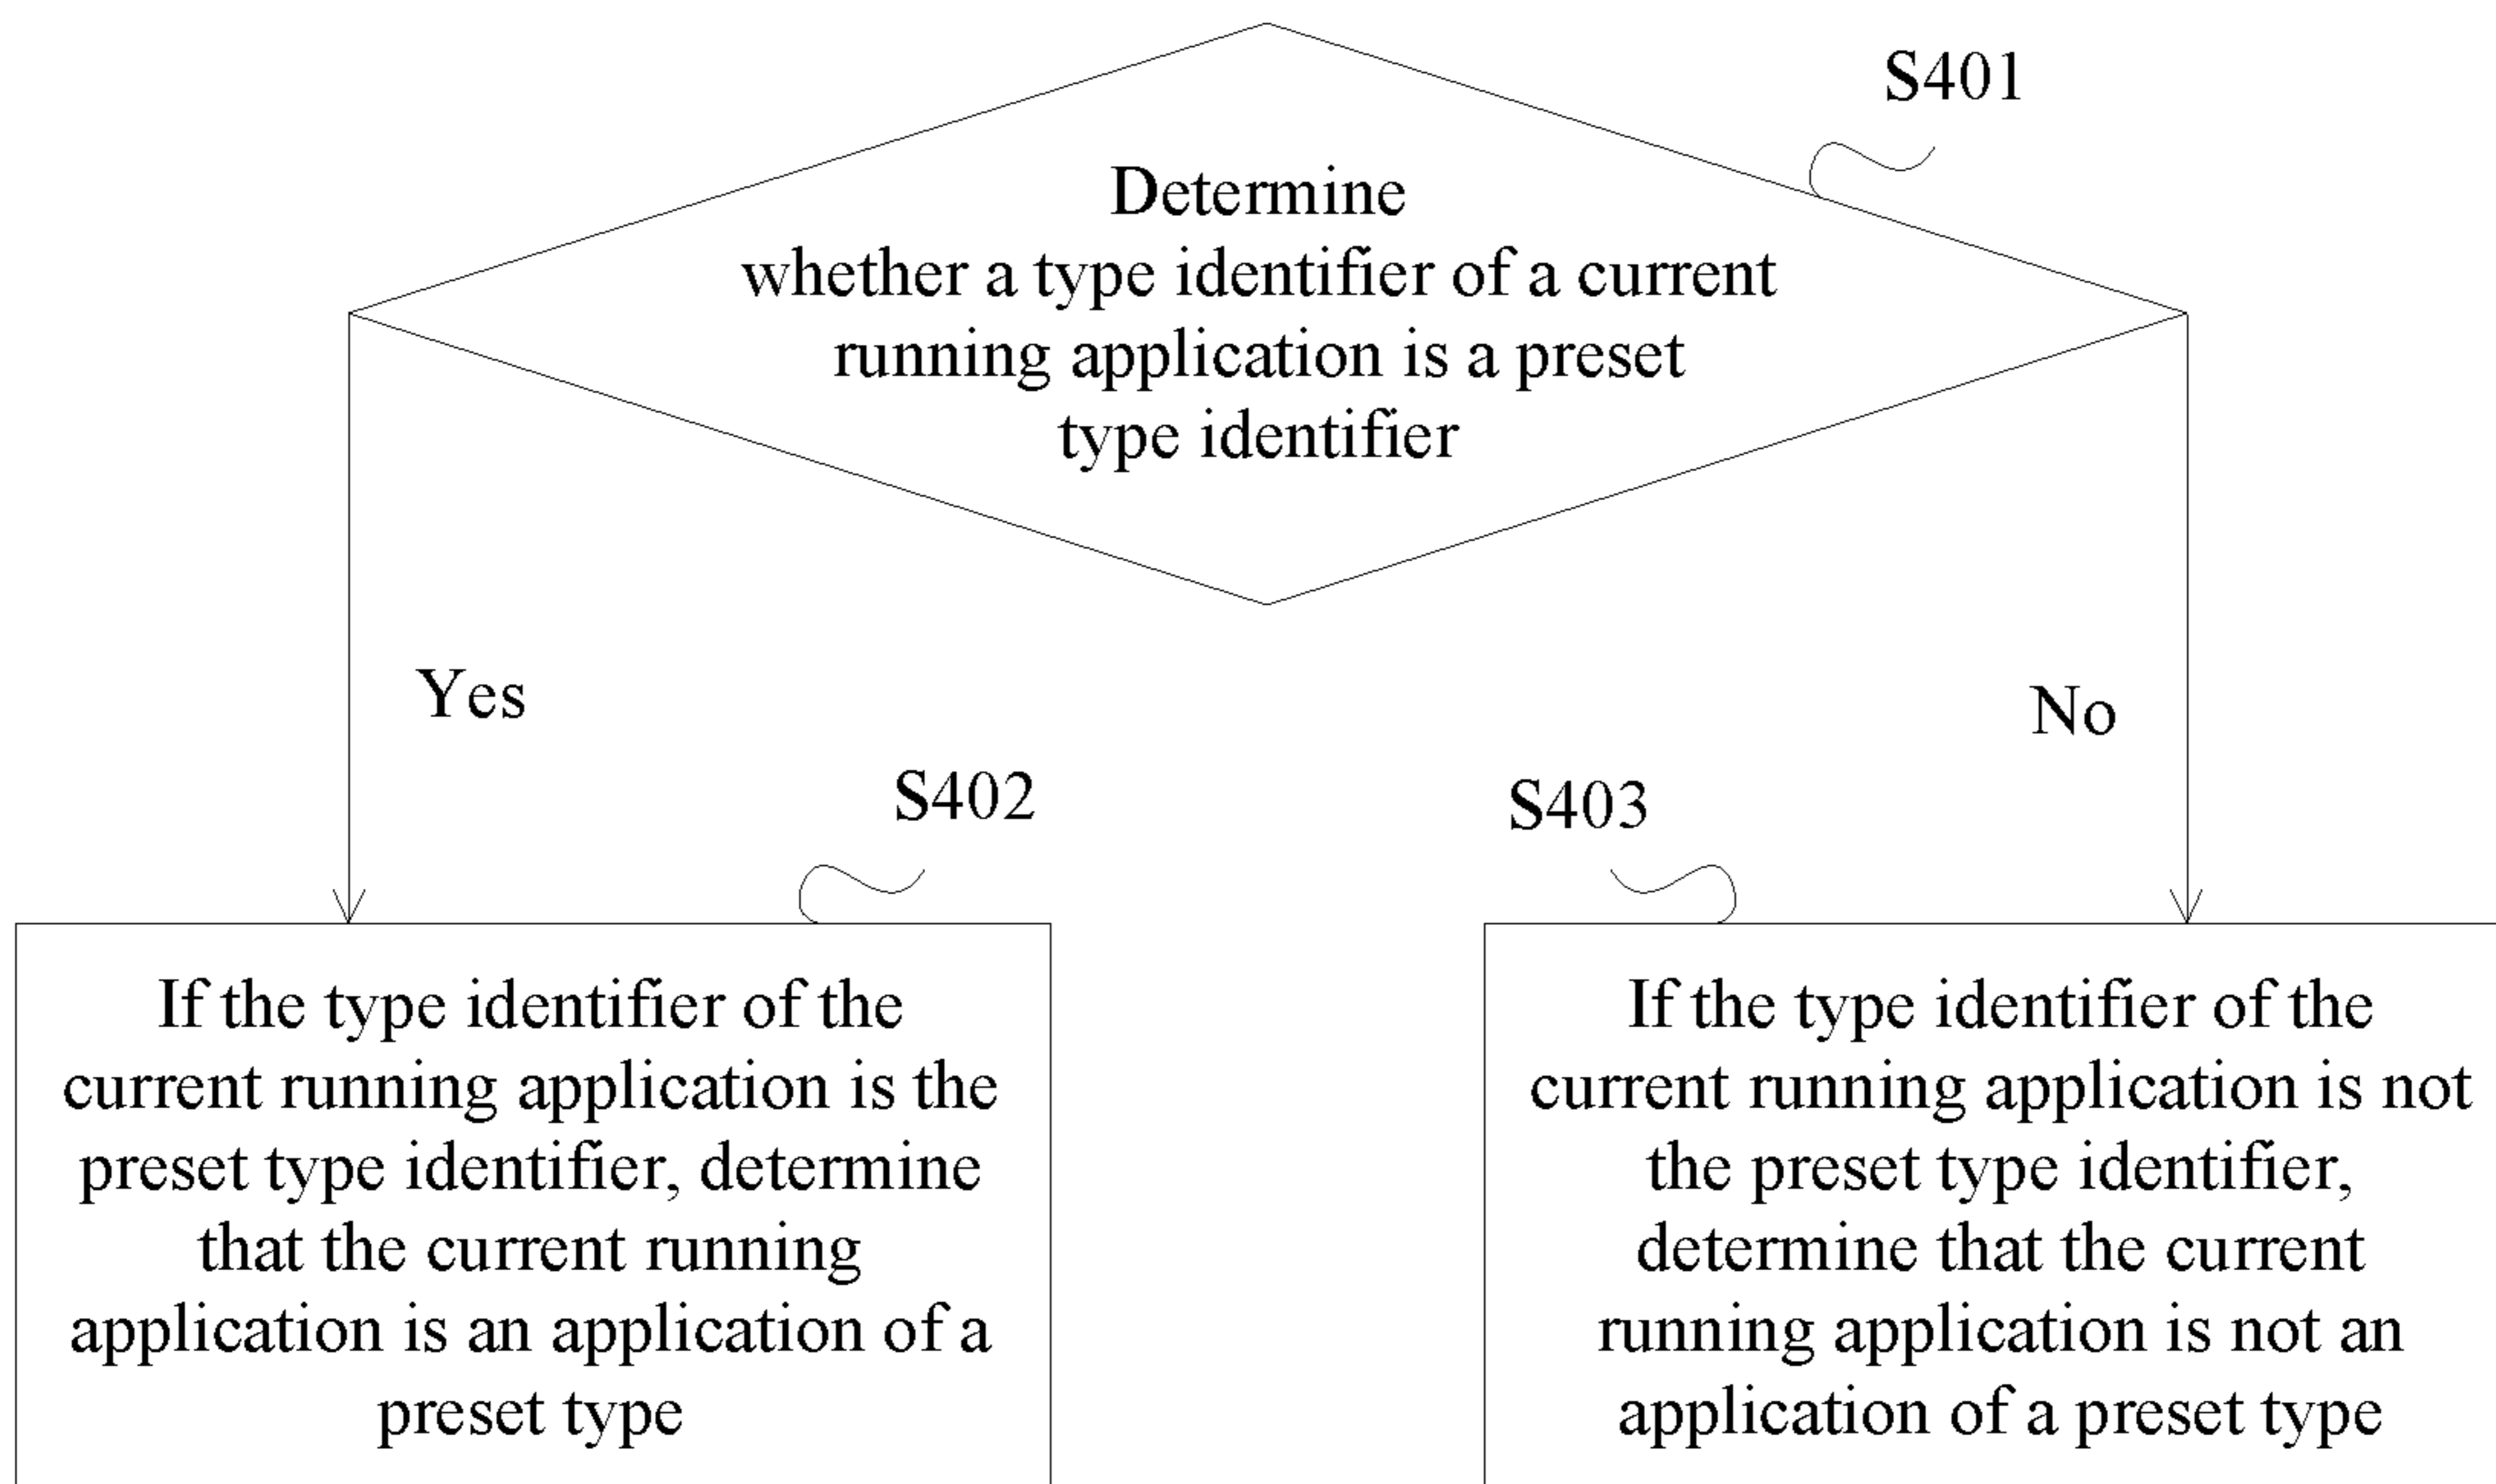 S401
Determine
whether a type identifier of a current
running application is a preset
type identifier
Yes
No
S402
S403
If the type identifier of the
current running application is the
preset type identifier, determine
that the current running
application is an application of a
preset type
If the type identifier of the
current running application is not
the preset type identifier,
determine that the current
running application is not an
application of a preset type